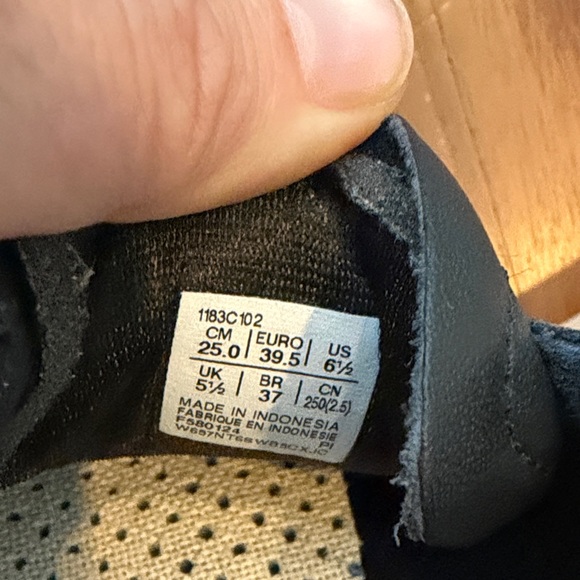 1183C102
CM EURO US
25.0 39.5 6½
UK BR CN
5½ 37 250(2.5)
MADE IN INDONESIA
FABRIQUE EN INDONESIE
F580124 PI